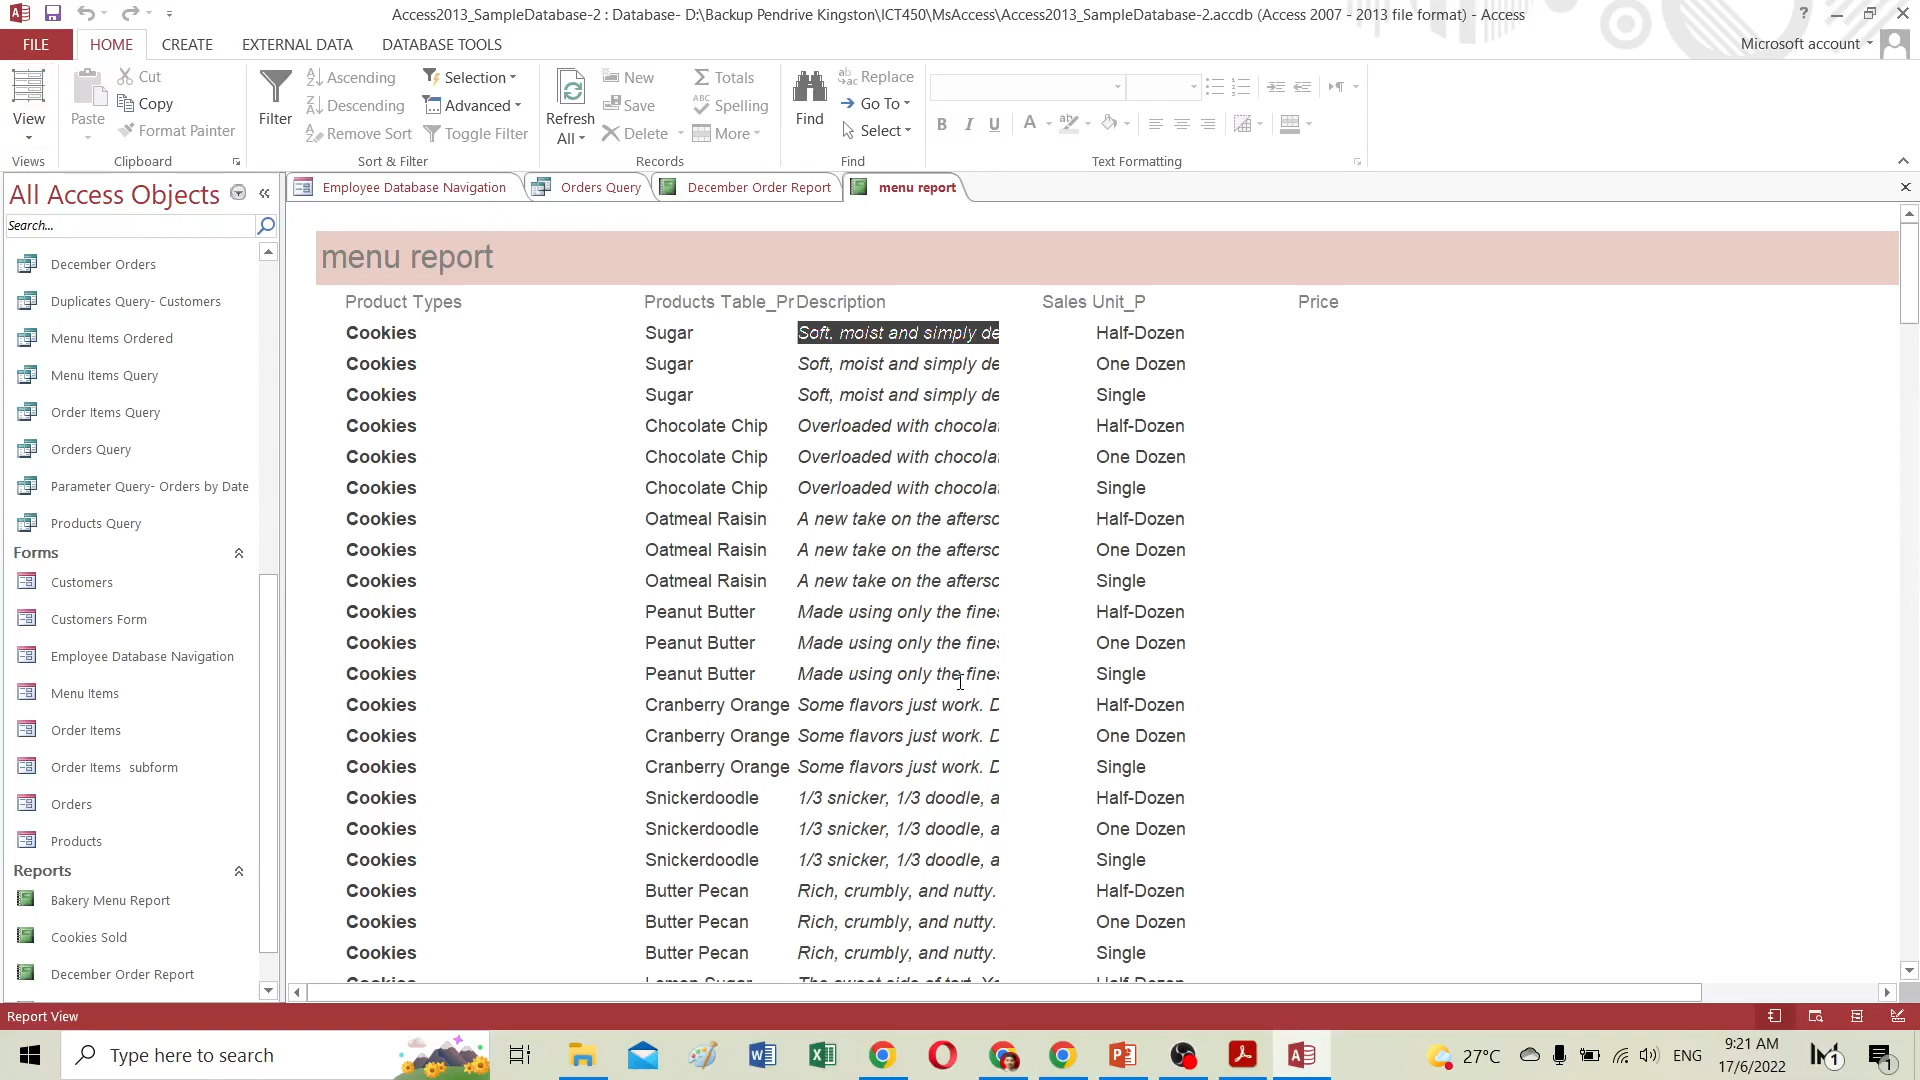 Access2013_SampleDatabase-2 : Database- D:\Backup Pendrive Kingston\ICT450\MsAccess\Access2013_SampleDatabase-2.accdb (Access 2007 - 2013 file format) - Access
FILE HOME CREATE EXTERNAL DATA DATABASE TOOLS Microsoft account
View Paste Cut Copy Format Painter
Filter Ascending Descending Remove Sort Selection Advanced Toggle Filter
Refresh All New Save Delete Totals Spelling More
Find Replace Go To Select
Views Clipboard Sort & Filter Records Find Text Formatting
All Access Objects
Search...
December Orders
Duplicates Query- Customers
Menu Items Ordered
Menu Items Query
Order Items Query
Orders Query
Parameter Query- Orders by Date
Products Query
Forms
Customers
Customers Form
Employee Database Navigation
Menu Items
Order Items
Order Items subform
Orders
Products
Reports
Bakery Menu Report
Cookies Sold
December Order Report
Employee Database Navigation Orders Query December Order Report menu report
menu report
Product Types Products Table_Pr Description Sales Unit_P Price
Cookies Sugar Soft, moist and simply de Half-Dozen
Cookies Sugar Soft, moist and simply de One Dozen
Cookies Sugar Soft, moist and simply de Single
Cookies Chocolate Chip Overloaded with chocola Half-Dozen
Cookies Chocolate Chip Overloaded with chocola One Dozen
Cookies Chocolate Chip Overloaded with chocola Single
Cookies Oatmeal Raisin A new take on the afterso Half-Dozen
Cookies Oatmeal Raisin A new take on the afterso One Dozen
Cookies Oatmeal Raisin A new take on the afterso Single
Cookies Peanut Butter Made using only the fines Half-Dozen
Cookies Peanut Butter Made using only the fines One Dozen
Cookies Peanut Butter Made using only the fines Single
Cookies Cranberry Orange Some flavors just work. D Half-Dozen
Cookies Cranberry Orange Some flavors just work. D One Dozen
Cookies Cranberry Orange Some flavors just work. D Single
Cookies Snickerdoodle 1/3 snicker, 1/3 doodle, a Half-Dozen
Cookies Snickerdoodle 1/3 snicker, 1/3 doodle, a One Dozen
Cookies Snickerdoodle 1/3 snicker, 1/3 doodle, a Single
Cookies Butter Pecan Rich, crumbly, and nutty. Half-Dozen
Cookies Butter Pecan Rich, crumbly, and nutty. One Dozen
Cookies Butter Pecan Rich, crumbly, and nutty. Single
Report View
Type here to search 27°C ENG 9:21 AM
17/6/2022